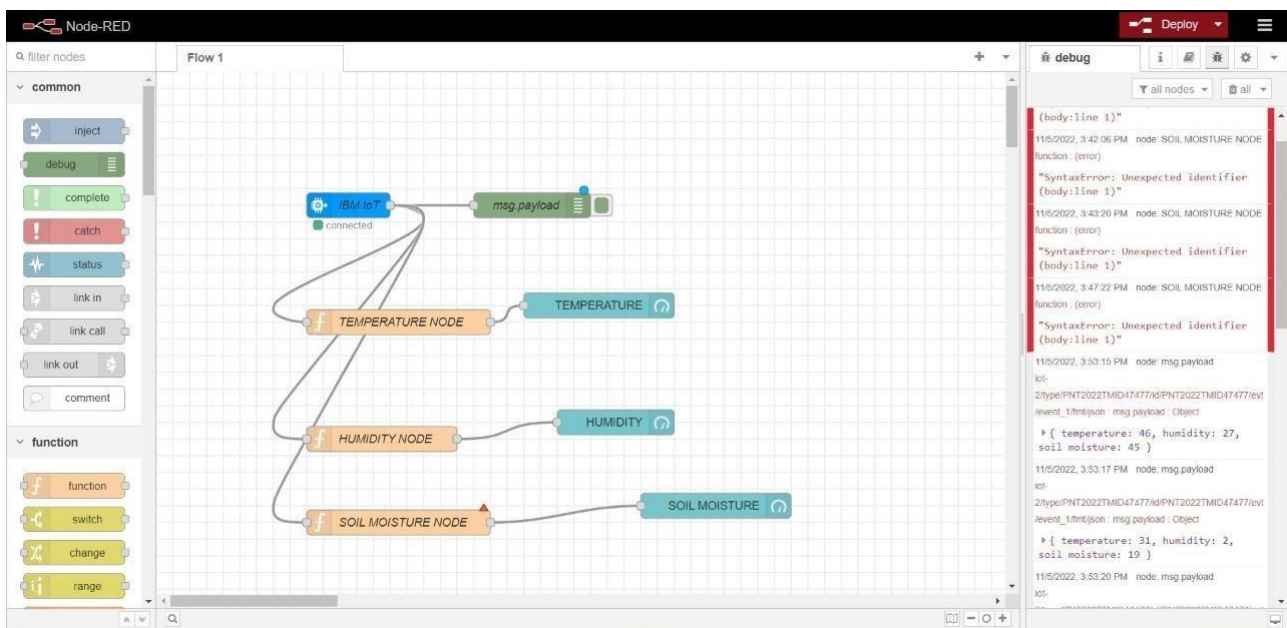 Node-RED
Deploy
filter nodes
common
inject
debug
complete
catch
status
link in
link call
link out
comment
function
function
switch
change
range
Flow 1
IBM IoT
connected
msg.payload
TEMPERATURE NODE
TEMPERATURE
HUMIDITY NODE
HUMIDITY
SOIL MOISTURE NODE
SOIL MOISTURE
debug
i
all nodes
all
(body:line 1)"
11/5/2022, 3:42:06 PM node: SOIL MOISTURE NODE
function : (error)
"SyntaxError: Unexpected identifier
(body:line 1)"
11/5/2022, 3:43:20 PM node: SOIL MOISTURE NODE
function : (error)
"SyntaxError: Unexpected identifier
(body:line 1)"
11/5/2022, 3:47:22 PM node: SOIL MOISTURE NODE
function : (error)
"SyntaxError: Unexpected identifier
(body:line 1)"
11/5/2022, 3:53:15 PM node: msg.payload
iot-
2/type/PNT2022TMID47477/id/PNT2022TMID47477/evt
/event_1/fmt/json : msg.payload : Object
{ temperature: 46, humidity: 27,
soil moisture: 45 }
11/5/2022, 3:53:17 PM node: msg.payload
iot-
2/type/PNT2022TMID47477/id/PNT2022TMID47477/evt
/event_1/fmt/json : msg.payload : Object
{ temperature: 31, humidity: 2,
soil moisture: 19 }
11/5/2022, 3:53:20 PM node: msg.payload
iot-